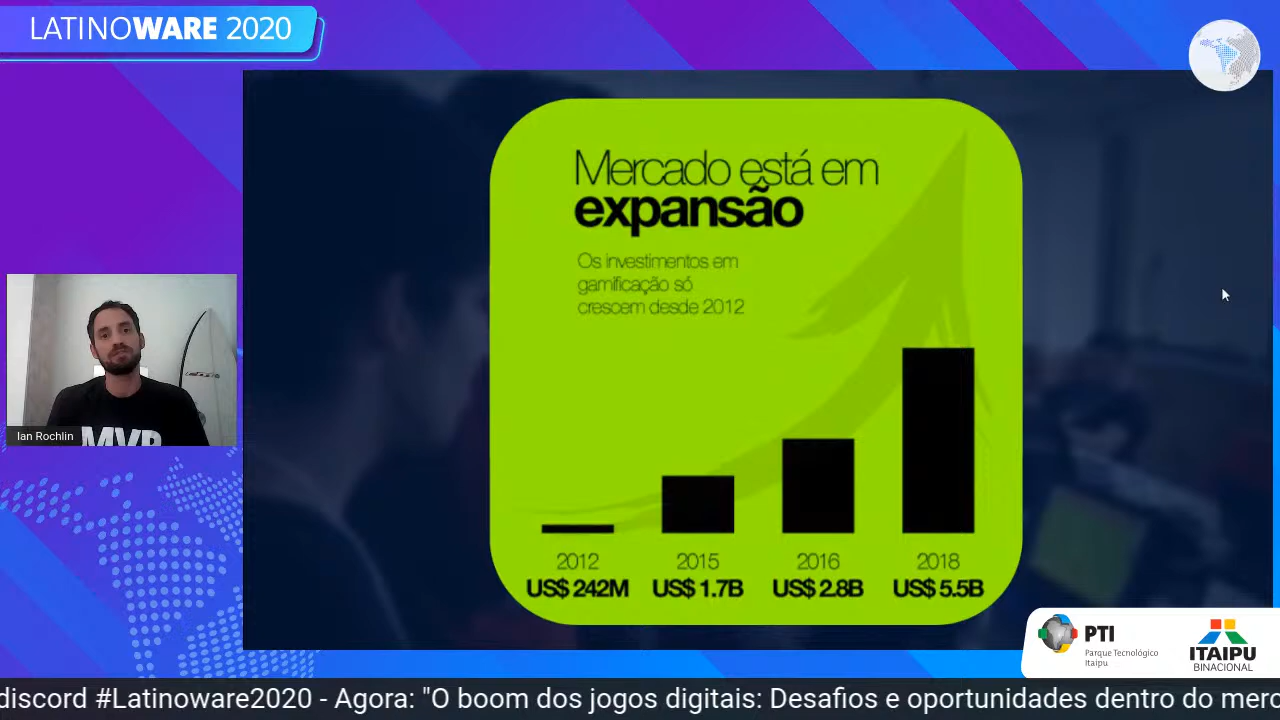 LATINOWARE 2020
Mercado está em
expansão
Os investimentos em
gamificação só
crescem desde 2012
2012 2015 2016 2018
US$ 242M US$ 1.7B US$ 2.8B US$ 5.5B
MVP
Ian Rochlin
PTI
Parque Tecnológico
Itaipu
ITAIPU
BINACIONAL
discord #Latinoware2020 - Agora: "O boom dos jogos digitais: Desafios e oportunidades dentro do merc